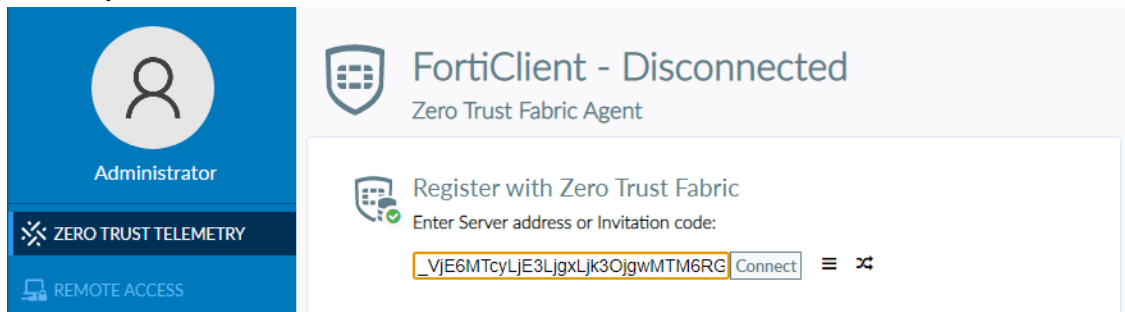 FortiClient - Disconnected
Zero Trust Fabric Agent
Administrator
Register with Zero Trust Fabric
Enter Server address or Invitation code:
_VjE6MTcyLjE3LjgxLjk3OjgwMTM6RG Connect
ZERO TRUST TELEMETRY
REMOTE ACCESS